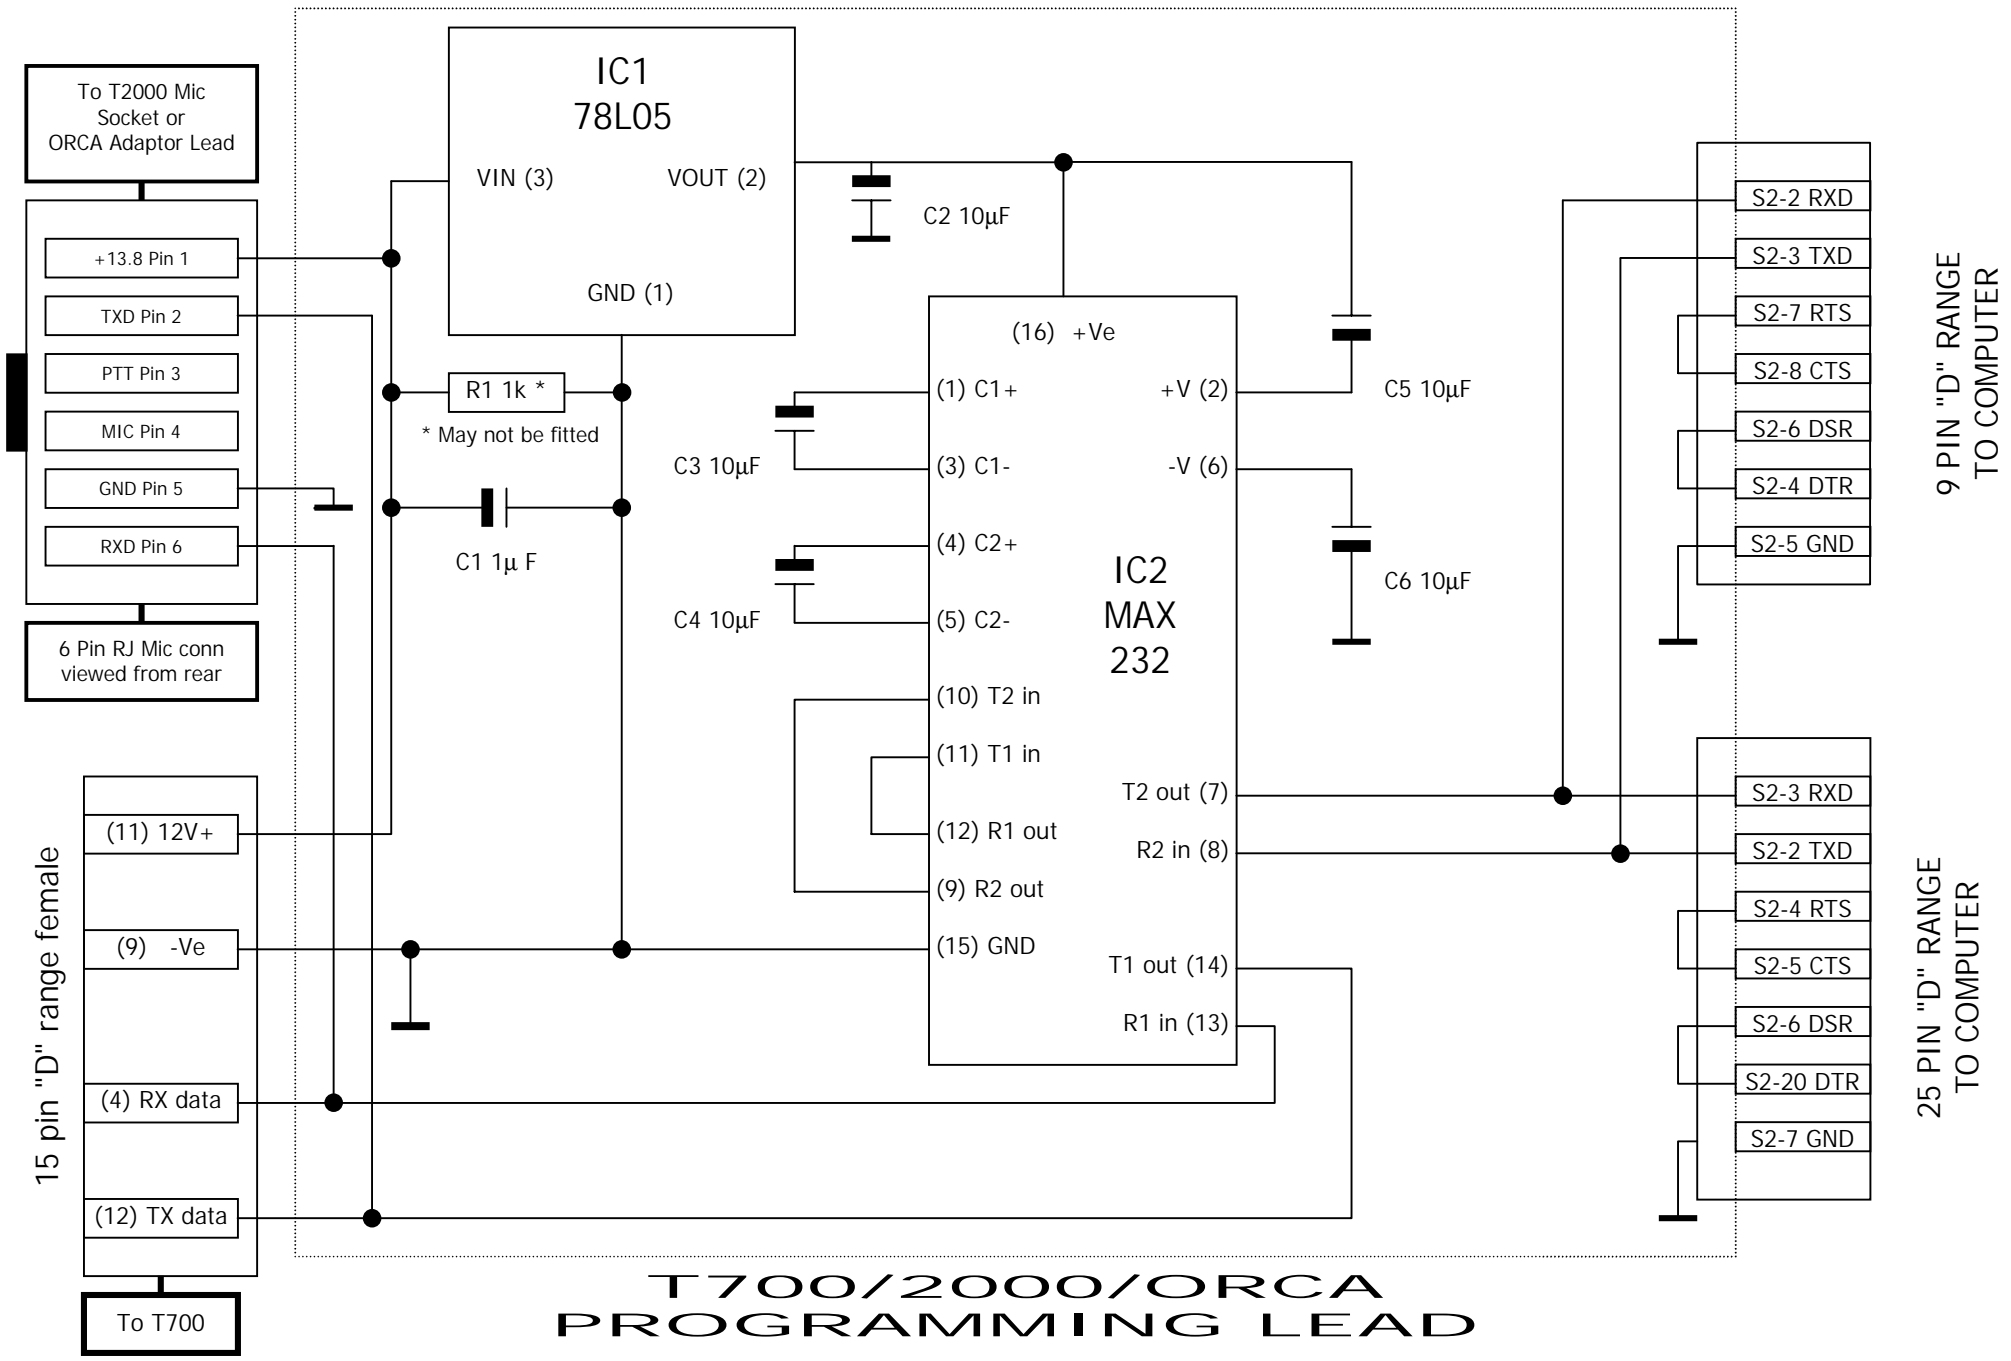 To T2000 Mic
Socket or
ORCA Adaptor Lead
+13.8 Pin 1
TXD Pin 2
PTT Pin 3
MIC Pin 4
GND Pin 5
RXD Pin 6
6 Pin RJ Mic conn
viewed from rear
15 pin "D" range female
(11) 12V+
(9) -Ve
(4) RX data
(12) TX data
To T700
IC1
78L05
VIN (3)
VOUT (2)
GND (1)
R1 1k *
* May not be fitted
C1 1μ F
C2 10μF
C3 10μF
C4 10μF
(16) +Ve
(1) C1+
(3) C1-
(4) C2+
(5) C2-
(10) T2 in
(11) T1 in
(12) R1 out
(9) R2 out
(15) GND
+V (2)
-V (6)
IC2
MAX
232
T2 out (7)
R2 in (8)
T1 out (14)
R1 in (13)
C5 10μF
C6 10μF
S2-2 RXD
S2-3 TXD
S2-7 RTS
S2-8 CTS
S2-6 DSR
S2-4 DTR
S2-5 GND
9 PIN "D" RANGE
TO COMPUTER
S2-3 RXD
S2-2 TXD
S2-4 RTS
S2-5 CTS
S2-6 DSR
S2-20 DTR
S2-7 GND
25 PIN "D" RANGE
TO COMPUTER
T700/2000/ORCA
PROGRAMMING LEAD